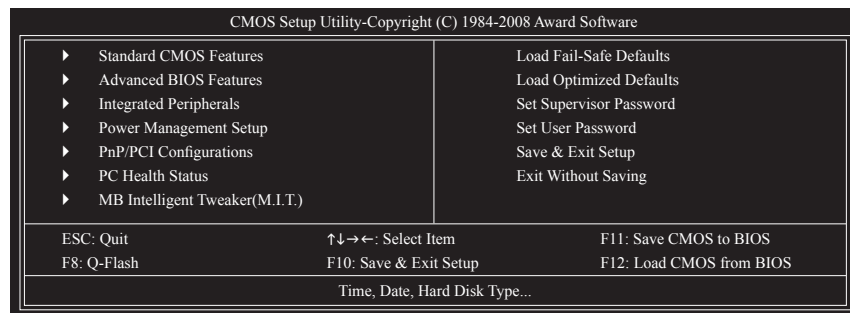 CMOS Setup Utility-Copyright (C) 1984-2008 Award Software
Standard CMOS Features
Advanced BIOS Features
Integrated Peripherals
Power Management Setup
PnP/PCI Configurations
PC Health Status
MB Intelligent Tweaker(M.I.T.)
Load Fail-Safe Defaults
Load Optimized Defaults
Set Supervisor Password
Set User Password
Save & Exit Setup
Exit Without Saving
ESC: Quit ↑↓→←: Select Item F11: Save CMOS to BIOS
F8: Q-Flash F10: Save & Exit Setup F12: Load CMOS from BIOS
Time, Date, Hard Disk Type...